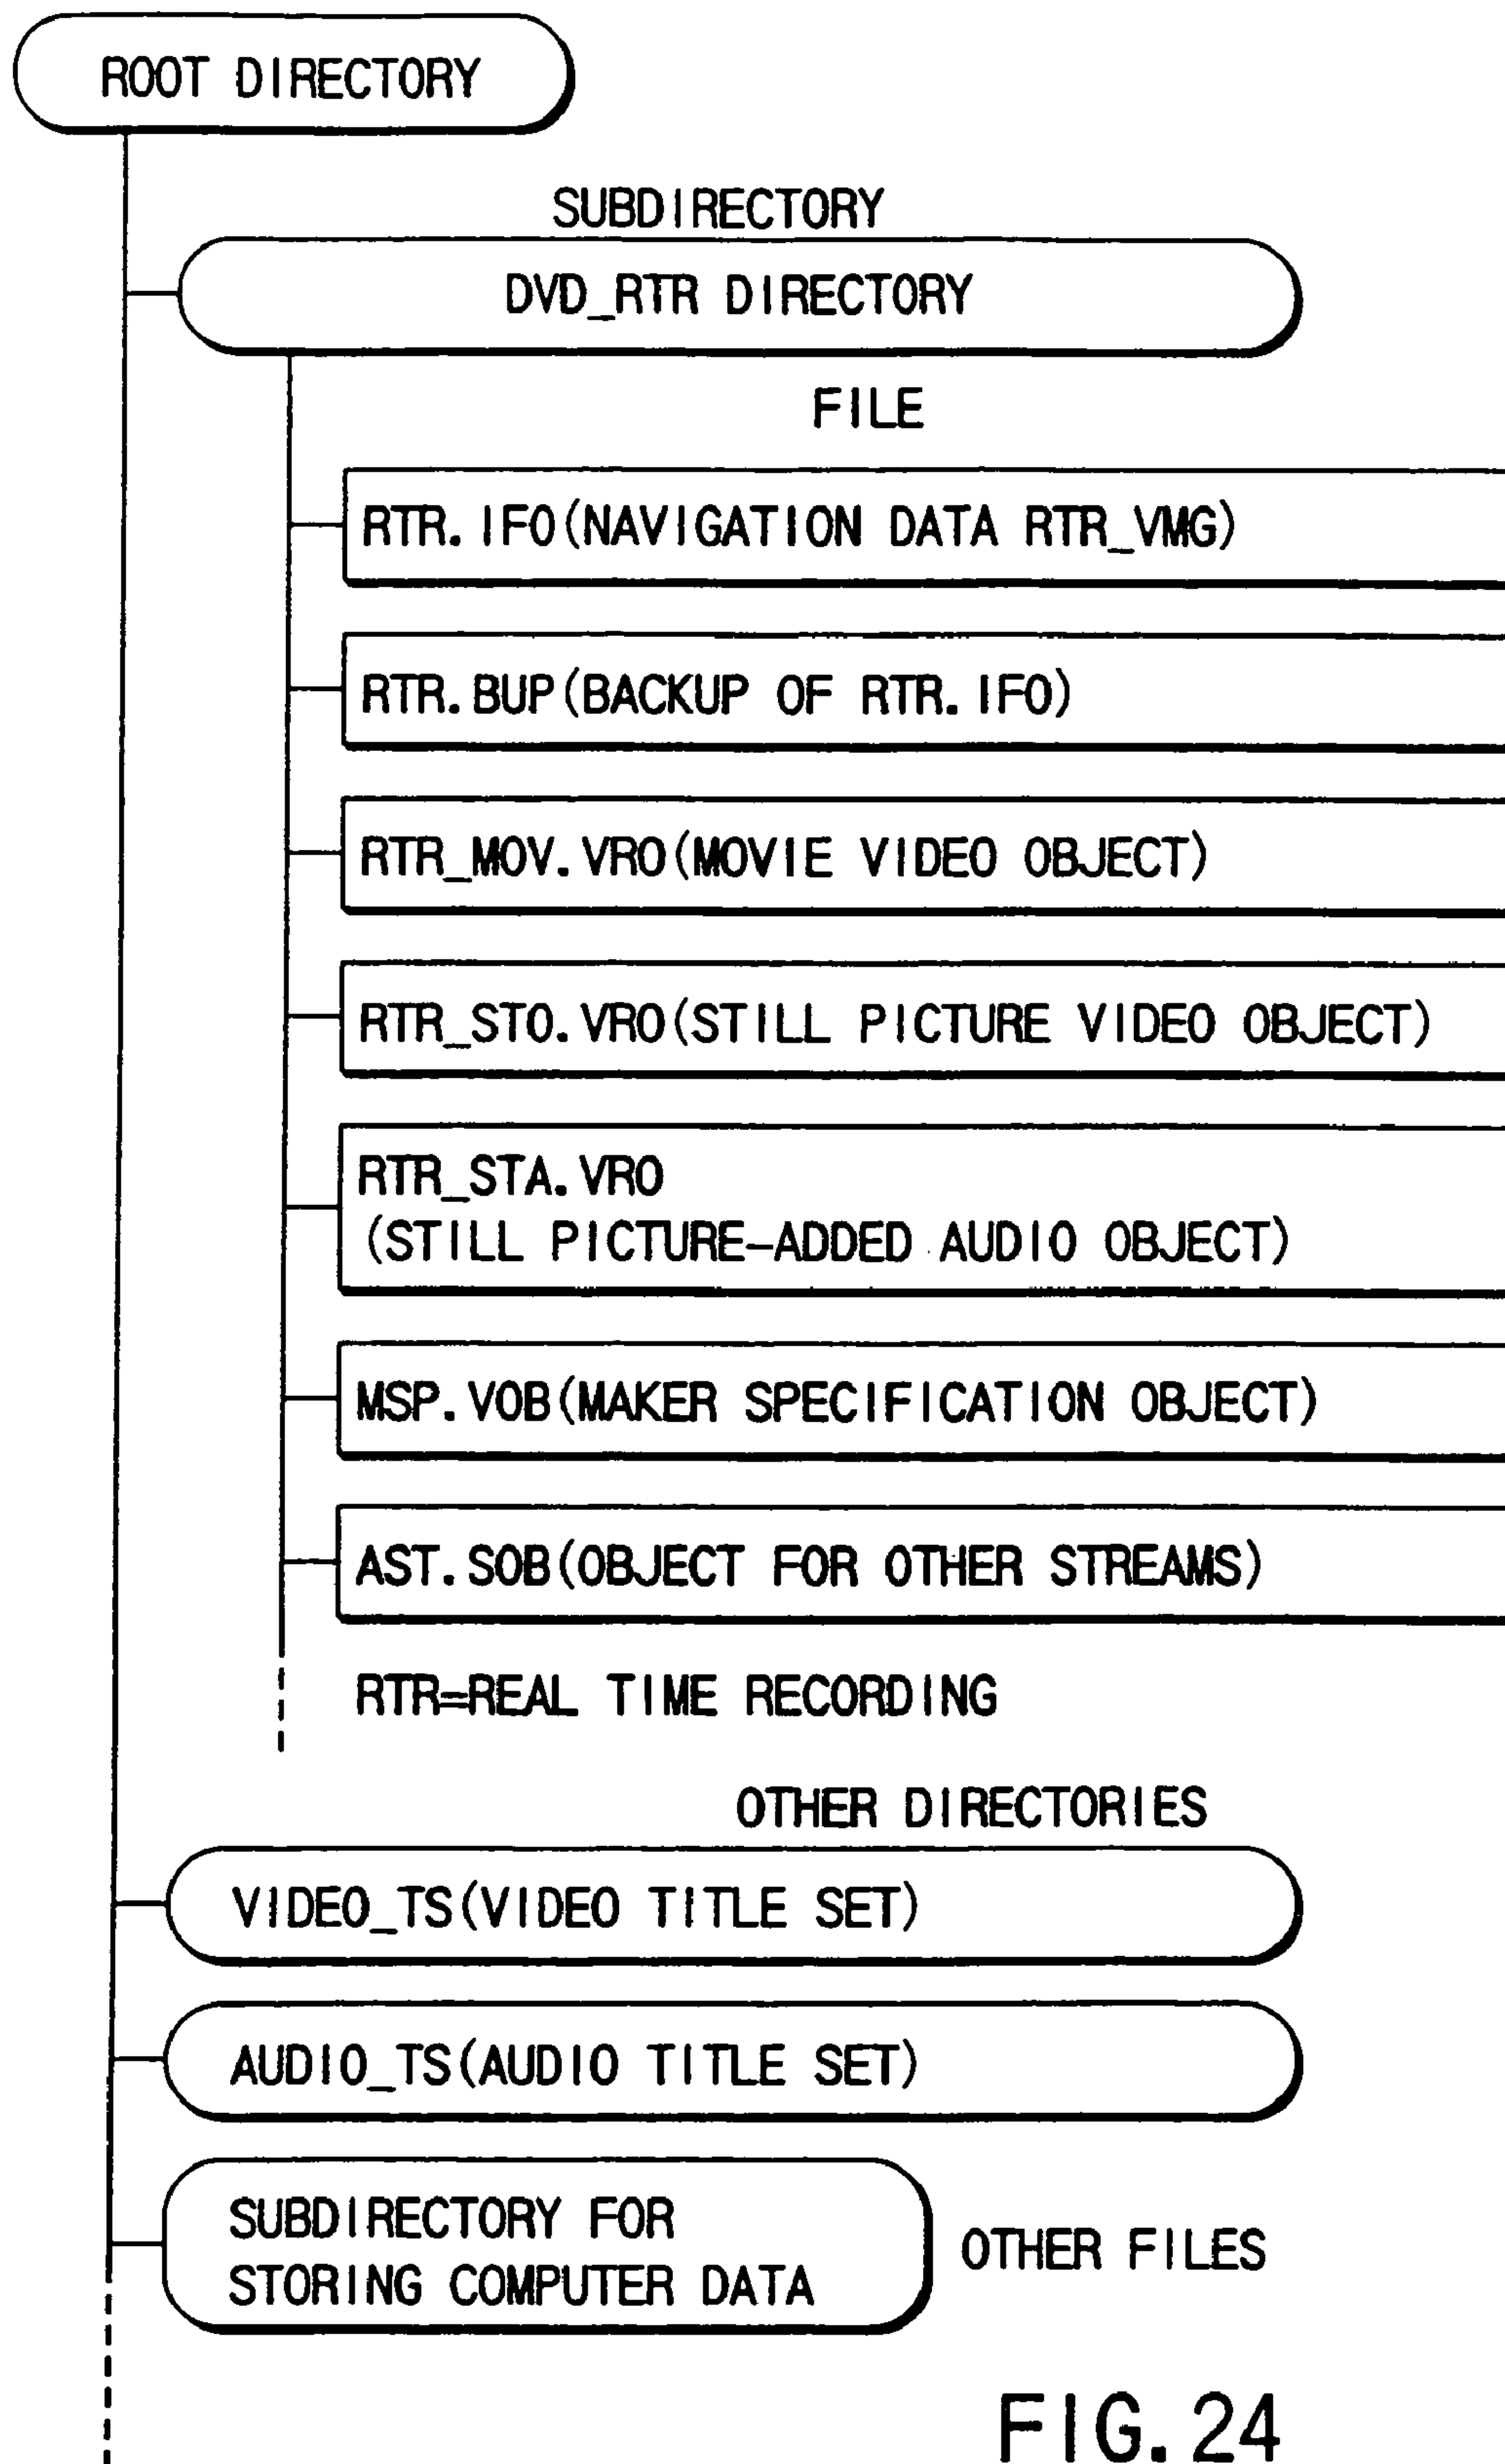 ROOT DIRECTORY
SUBDIRECTORY
DVD_RTR DIRECTORY
FILE
RTR.IFO(NAVIGATION DATA RTR_VMG)
RTR.BUP(BACKUP OF RTR.IFO)
RTR_MOV.VRO(MOVIE VIDEO OBJECT)
RTR_STO.VRO(STILL PICTURE VIDEO OBJECT)
RTR_STA.VRO
(STILL PICTURE-ADDED AUDIO OBJECT)
MSP.VOB(MAKER SPECIFICATION OBJECT)
AST.SOB(OBJECT FOR OTHER STREAMS)
RTR=REAL TIME RECORDING
OTHER DIRECTORIES
VIDEO_TS(VIDEO TITLE SET)
AUDIO_TS(AUDIO TITLE SET)
SUBDIRECTORY FOR
STORING COMPUTER DATA
OTHER FILES
FIG.24